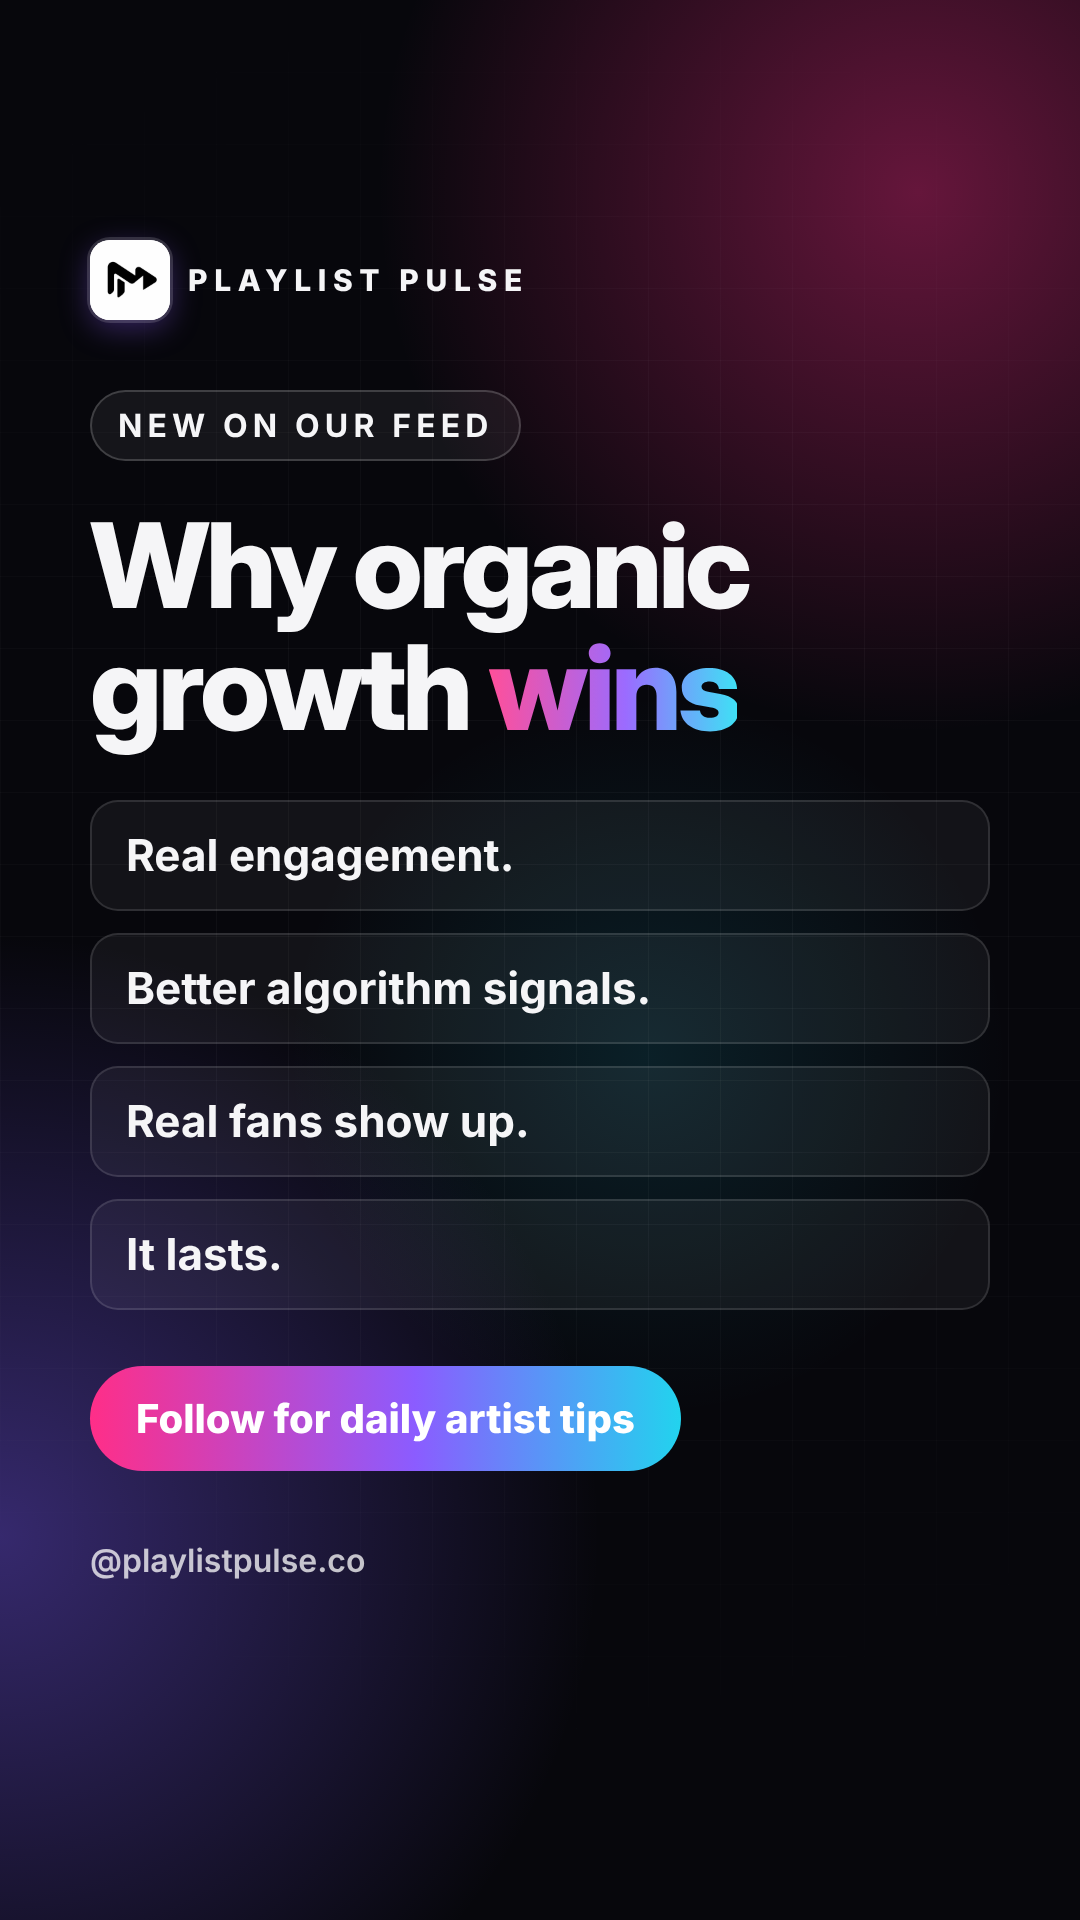 PLAYLIST PULSE
NEW ON OUR FEED
Why organic
growth wins
Real engagement.
Better algorithm signals.
Real fans show up.
It lasts.
Follow for daily artist tips
@playlistpulse.co